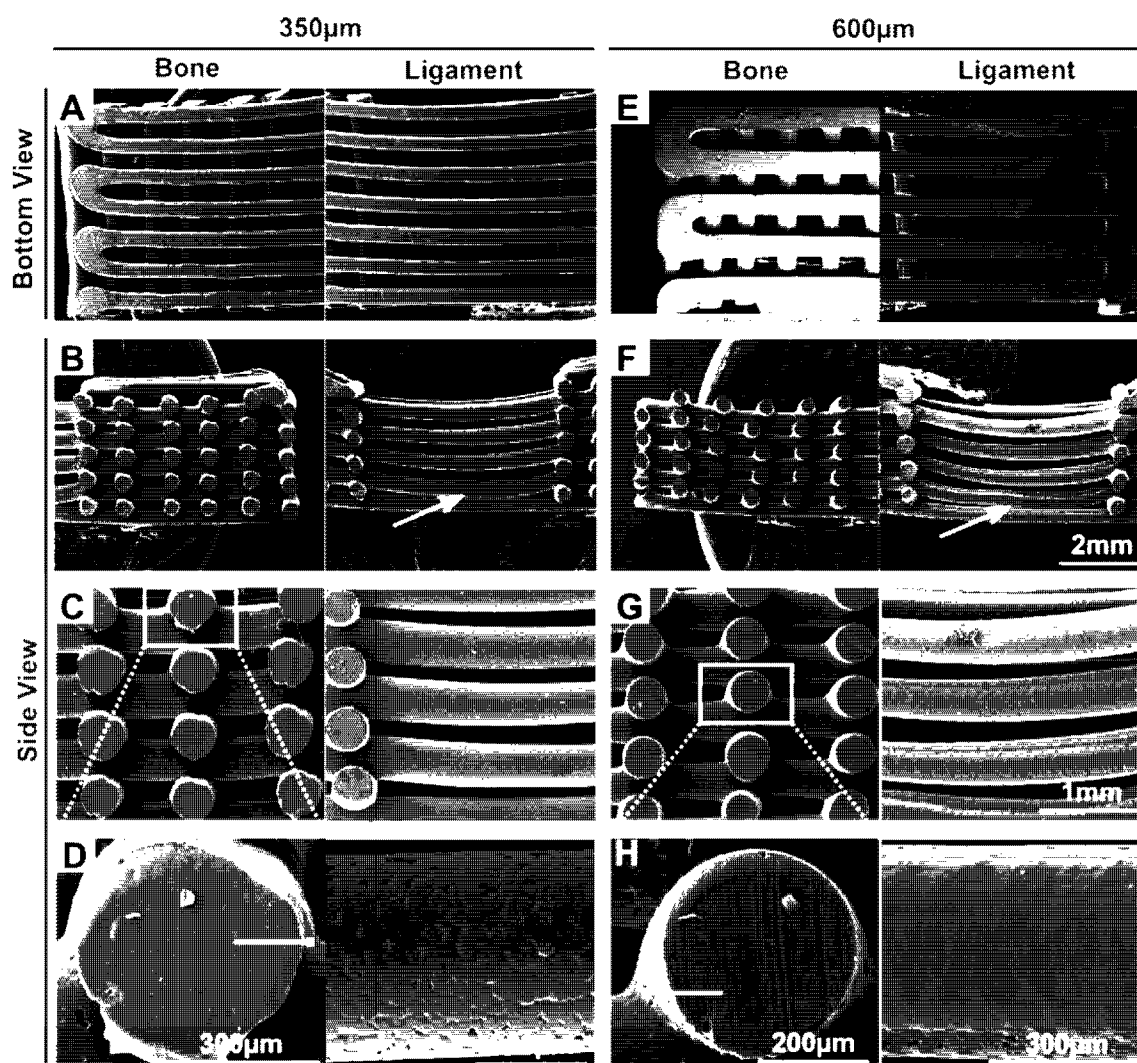 350µm 600µm
Bone Ligament Bone Ligament
Bottom View
A E
B F
2mm
Side View
C G
1mm
D H
300µm 200µm 300µm